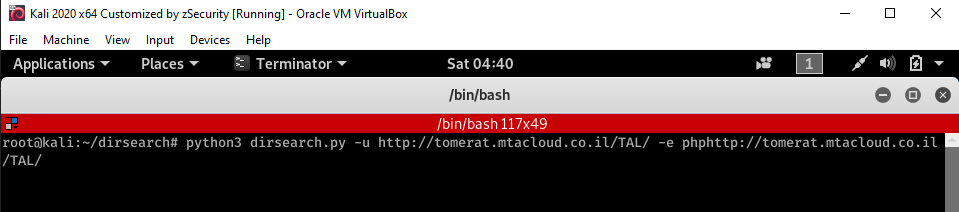 Kali 2020 x64 Customized by zSecurity [Running] - Oracle VM VirtualBox
File Machine View Input Devices Help
Applications Places Terminator Sat 04:40 1
/bin/bash
/bin/bash 117x49
root@kali:~/dirsearch# python3 dirsearch.py -u http://tomerat.mtacloud.co.il/TAL/ -e phphttp://tomerat.mtacloud.co.il
/TAL/